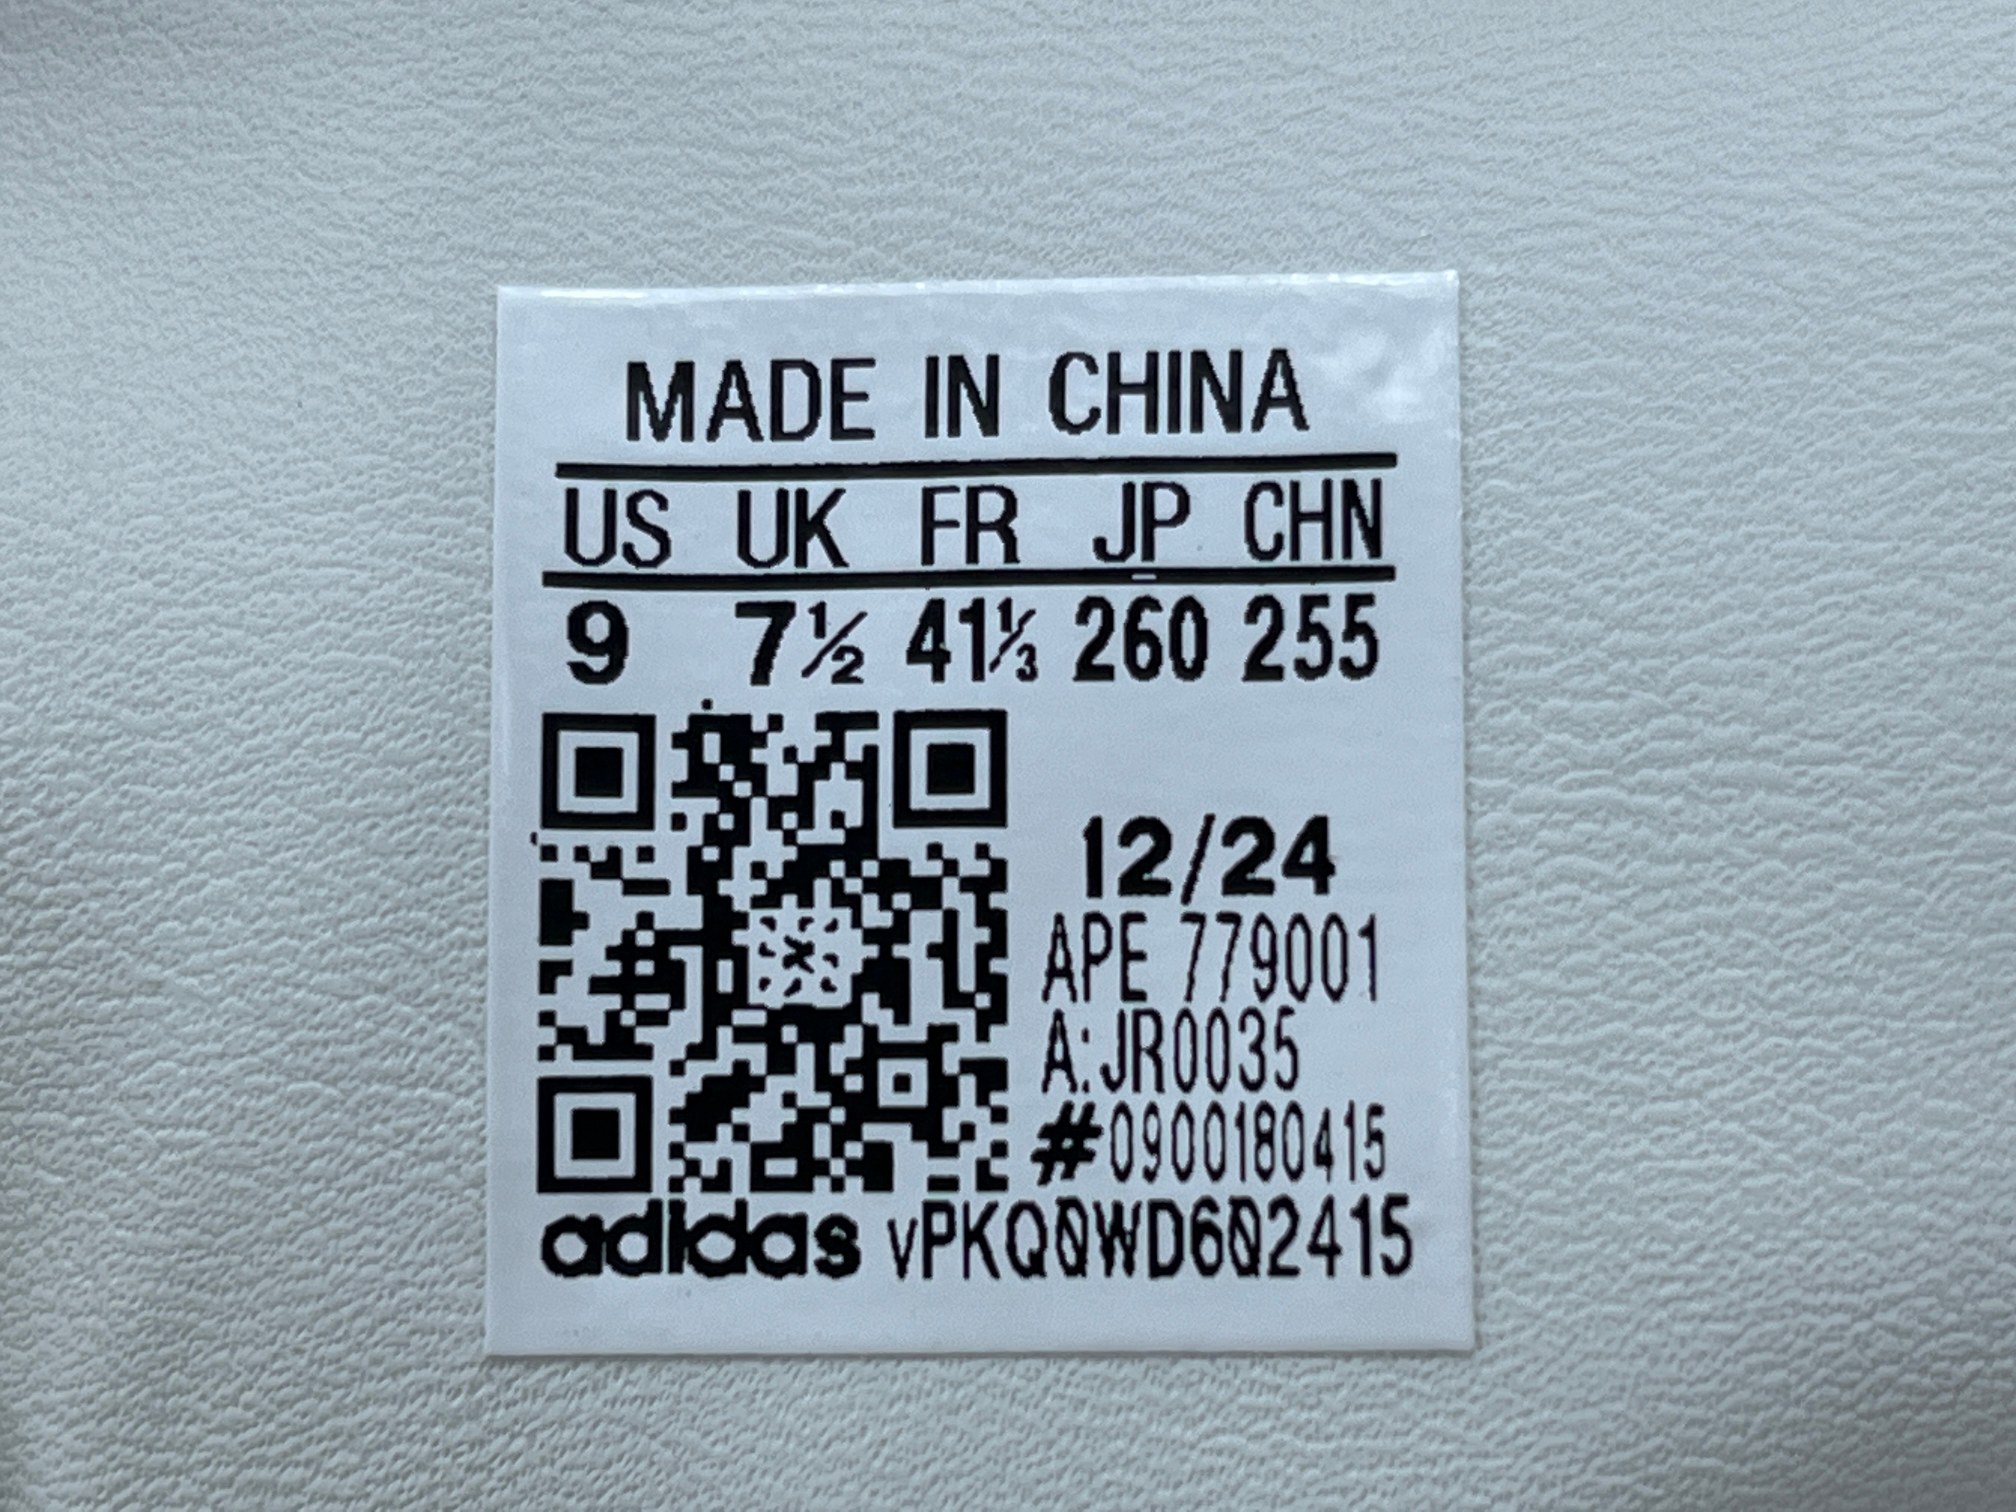 MADE IN CHINA
US UK FR JP CHN
9 7½ 41⅓ 260 255
12/24
APE 779001
A:JR0035
#0900180415
adidas vPKQ0WD602415